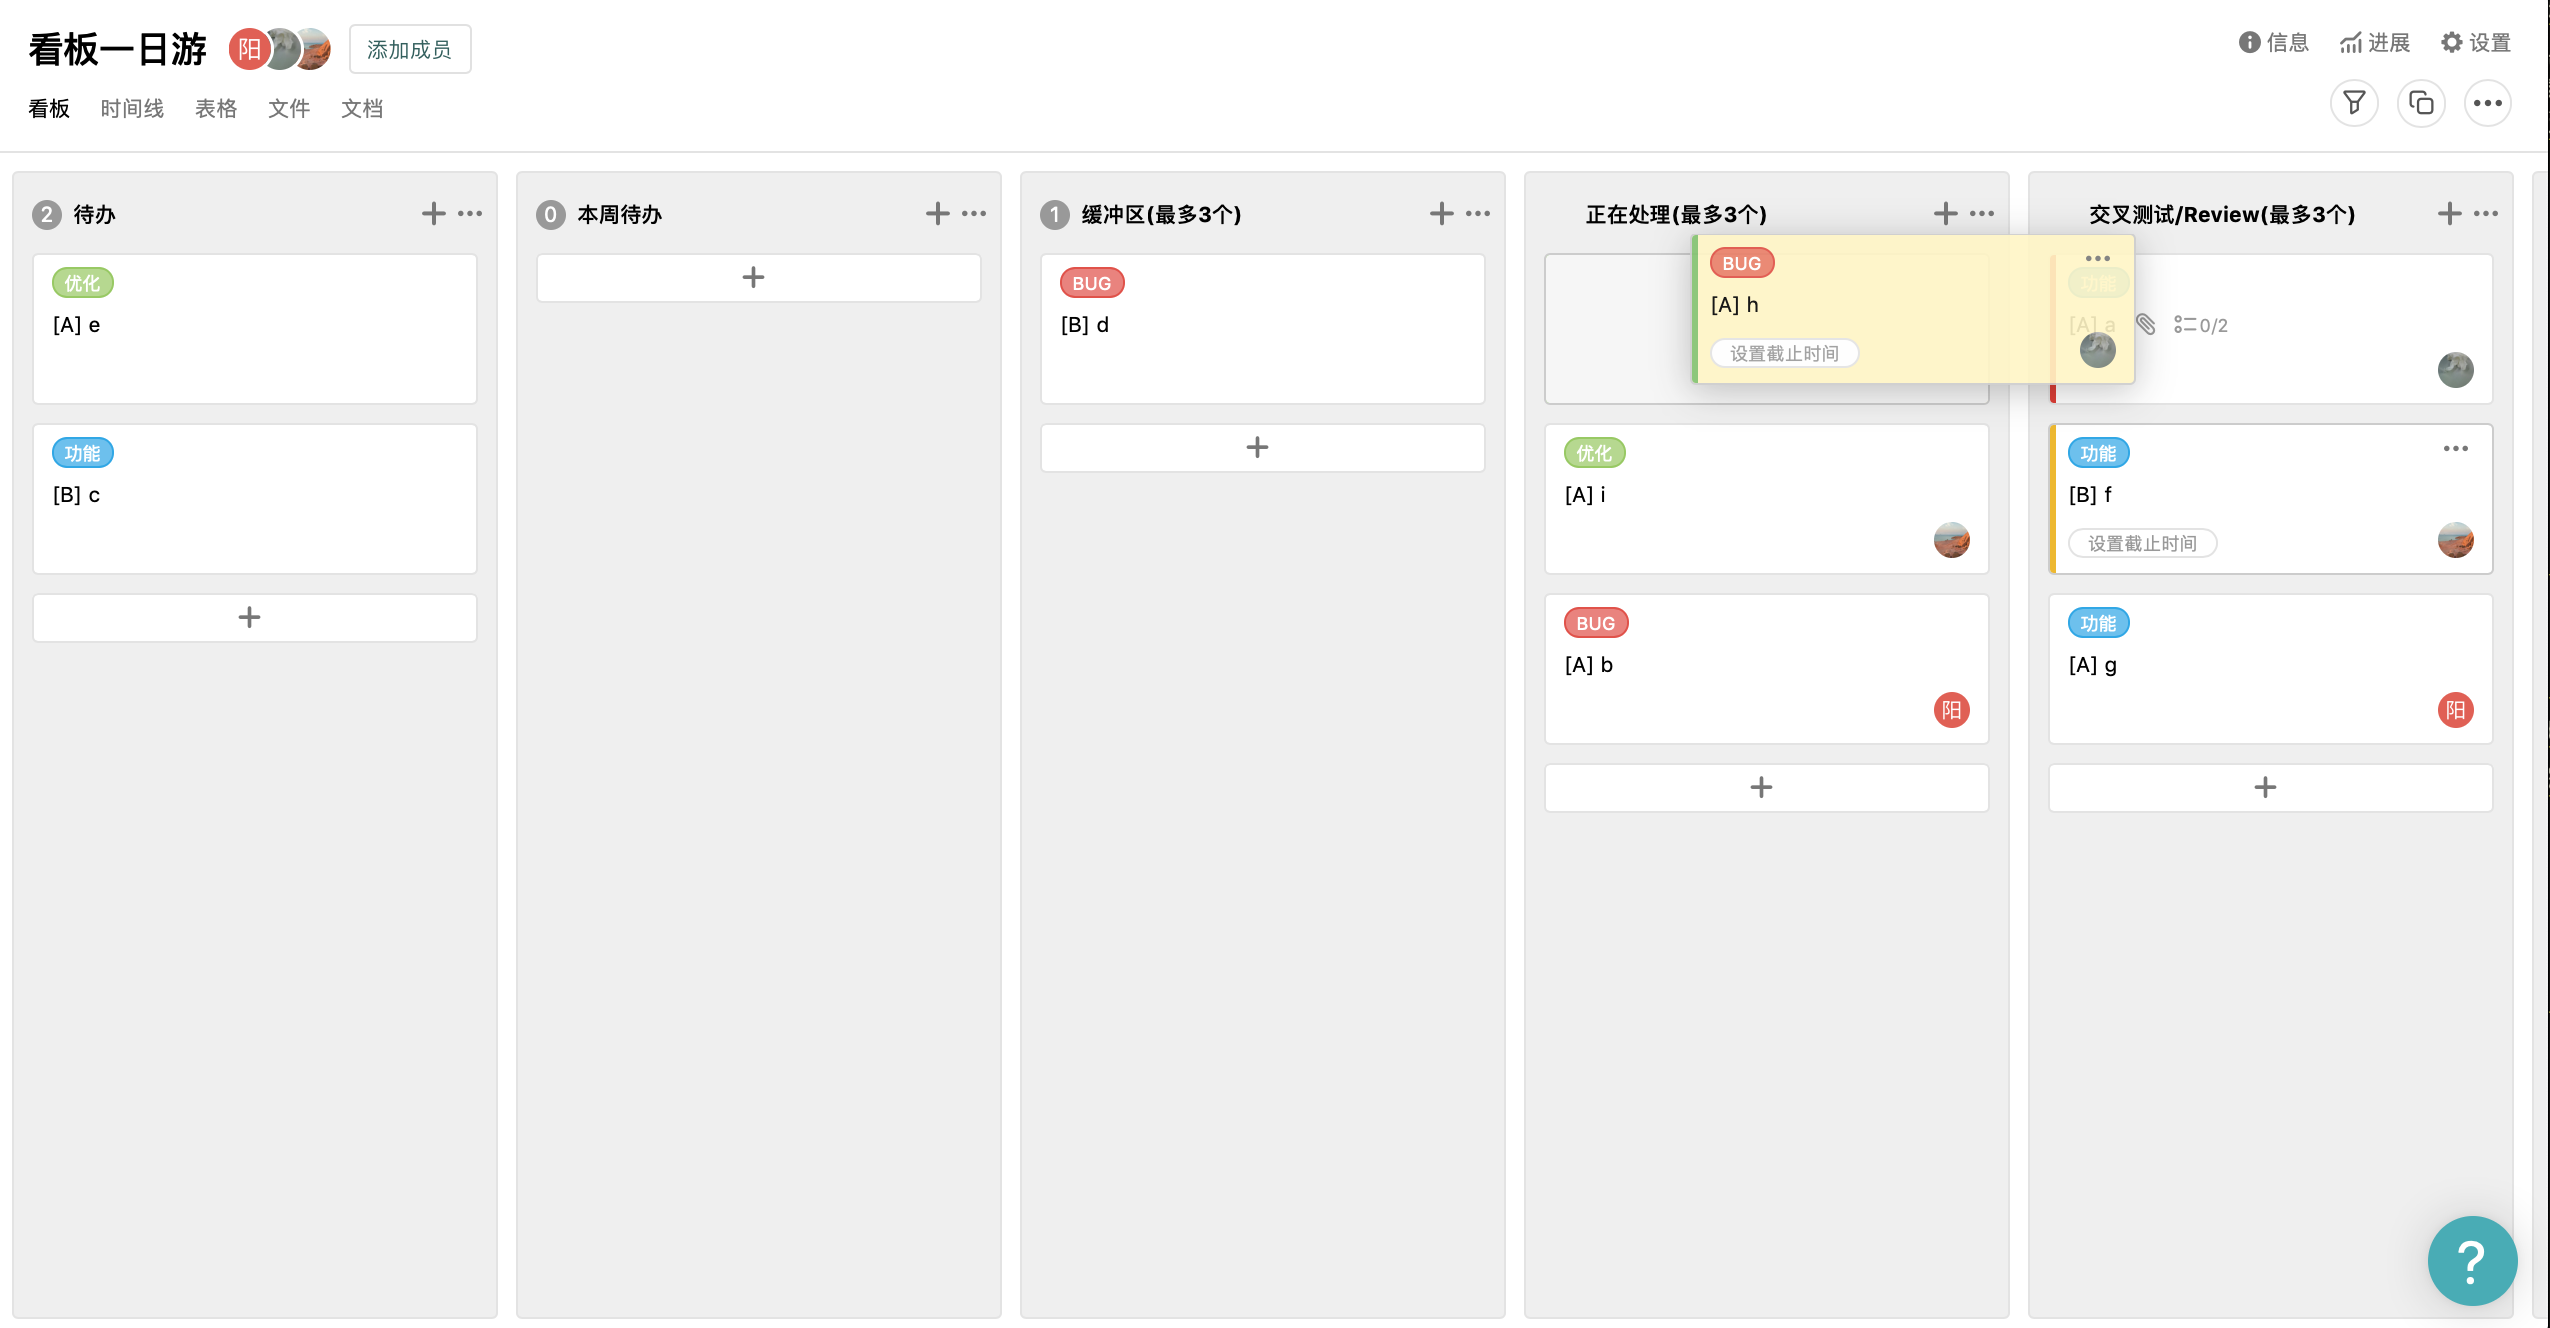 看板一日游
阳
添加成员
信息
进展
设置
看板
时间线
表格
文件
文档
2 待办
优化
[A] e
功能
[B] c
0 本周待办
1 缓冲区(最多3个)
BUG
[B] d
正在处理(最多3个)
BUG
[A] h
设置截止时间
优化
[A] i
BUG
[A] b
阳
交叉测试/Review(最多3个)
功能
[A] a 0/2
功能
[B] f
设置截止时间
功能
[A] g
阳
?